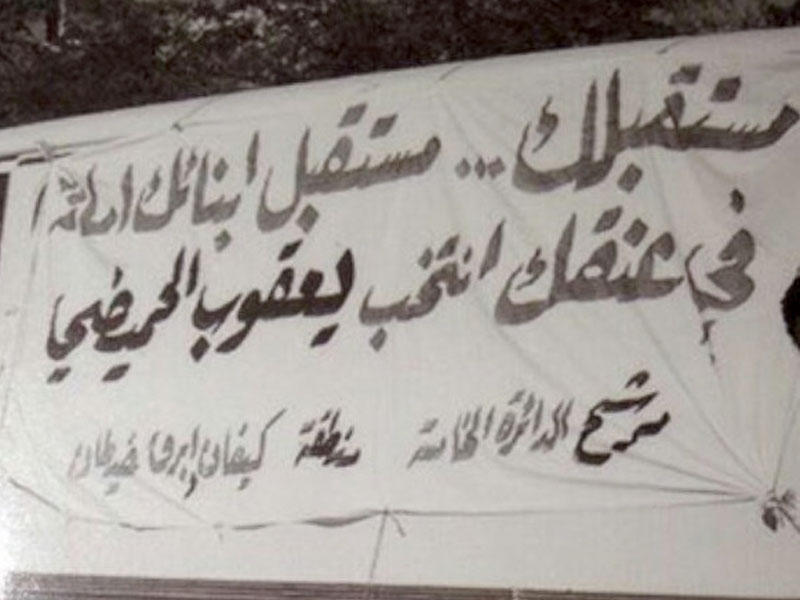 مستقبلك... مستقبل ابنائك امانة
في عنقك انتخب يعقوب الحميضي
مرشح الدائرة الخامسة منطقة كيفان ابرق خيطان